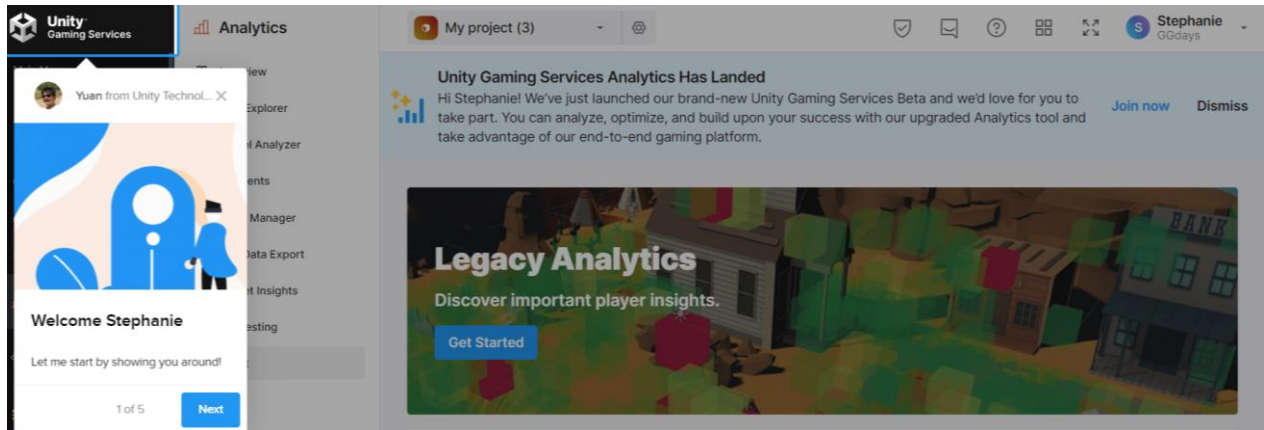 Unity
Gaming Services
Analytics
My project (3)
S
Stephanie
GGdays
Yuan from Unity Technol...
Explorer
Analyzer
Manager
Data Export
Insights
Unity Gaming Services Analytics Has Landed
Hi Stephanie! We've just launched our brand-new Unity Gaming Services Beta and we'd love for you to
take part. You can analyze, optimize, and build upon your success with our upgraded Analytics tool and
take advantage of our end-to-end gaming platform.
Join now
Dismiss
Legacy Analytics
Discover important player insights.
Get Started
BANK
Welcome Stephanie
Let me start by showing you around!
1 of 5
Next